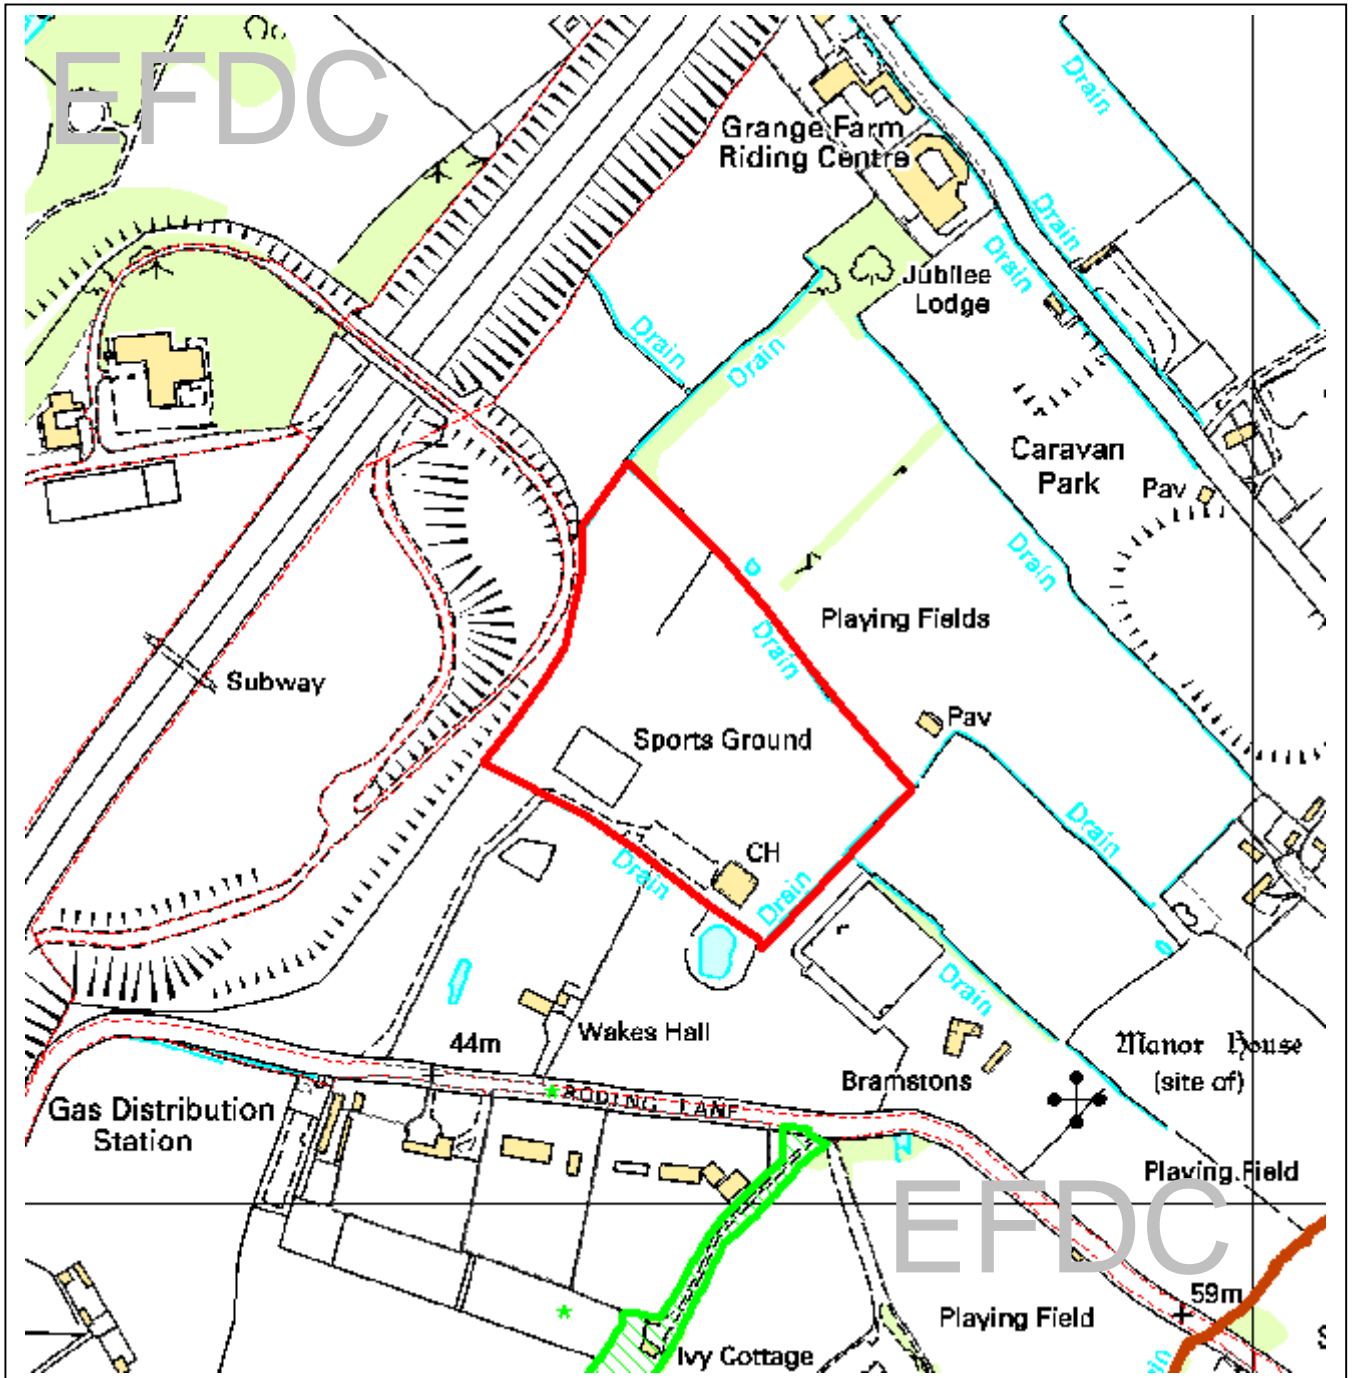 EFDC
Drain
Grange Farm
Riding Centre
Drain
Drain
Jubilee
Lodge
Drain
Drain
Caravan
Park
Pav
Drain
Playing Fields
Drain
Subway
Pav
Sports Ground
Drain
CH
Drain
Drain
Drain
Wakes Hall
44m
Manor House
(site of)
Bramstons
RODING LANE
Gas Distribution
Station
Playing Field
EFDC
59m
Playing Field
Ivy Cottage